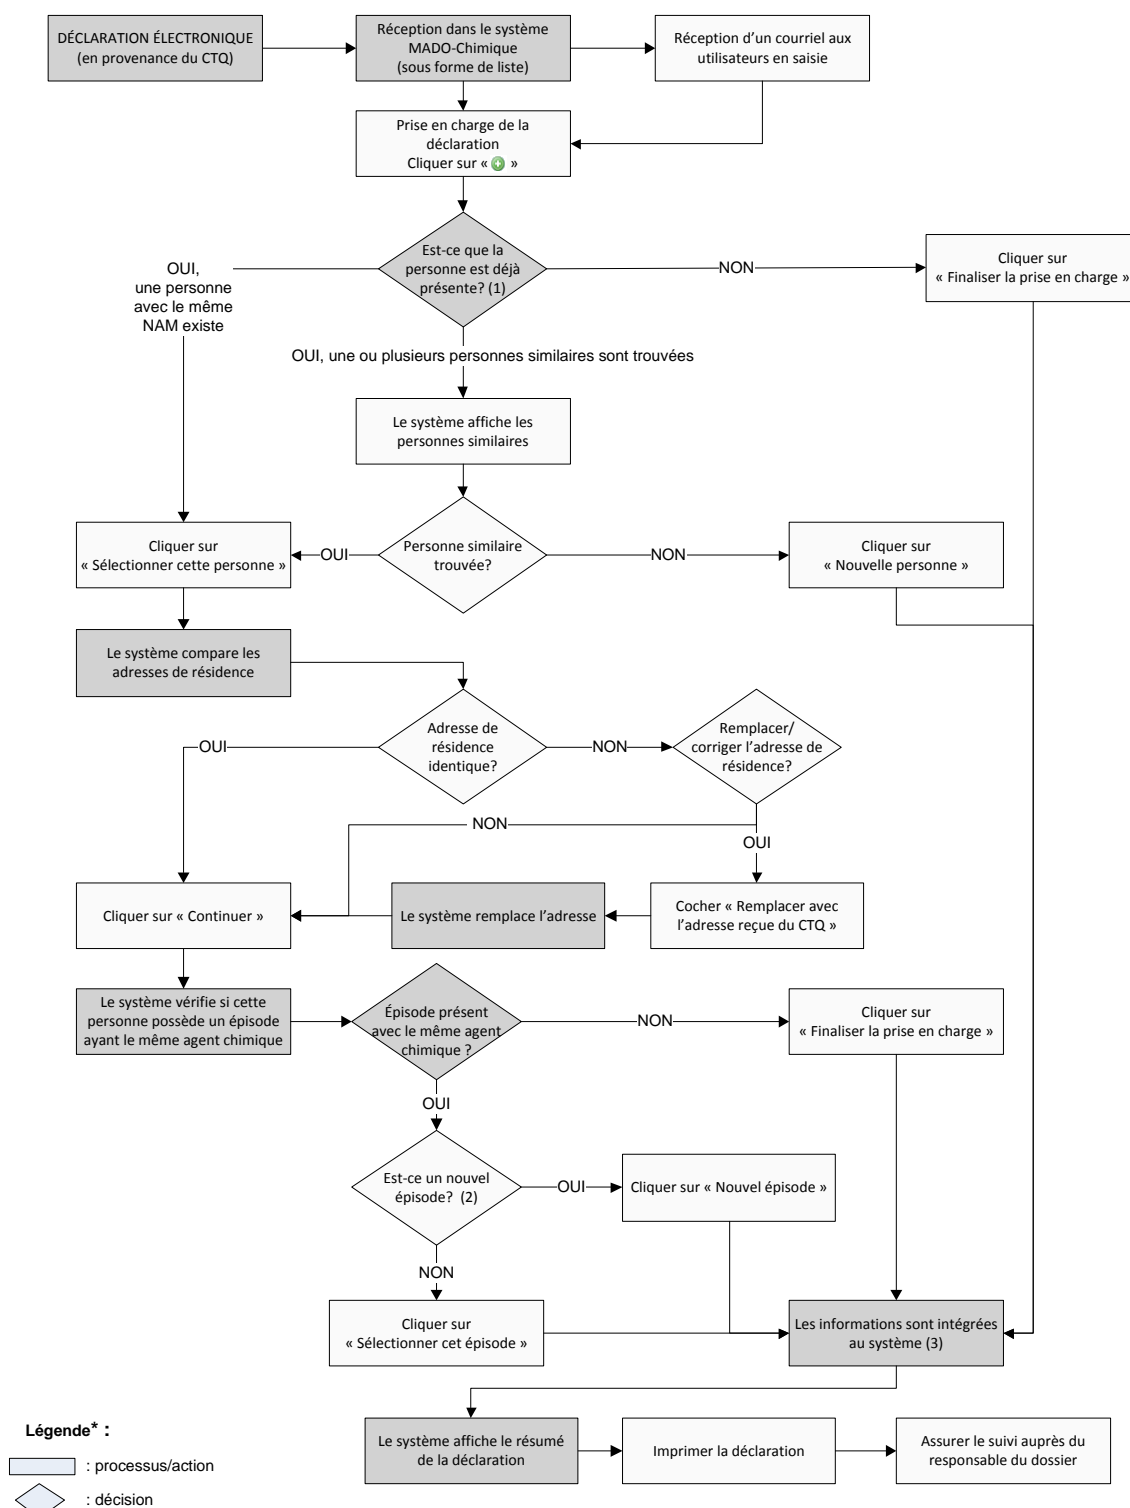 DÉCLARATION ÉLECTRONIQUE
(en provenance du CTQ)
Réception dans le système
MADO-Chimique
(sous forme de liste)
Réception d'un courriel aux
utilisateurs en saisie
Prise en charge de la
déclaration
Cliquer sur « + »
Est-ce que la
personne est déjà
présente? (1)
OUI,
une personne
avec le même
NAM existe
NON
Cliquer sur
« Finaliser la prise en charge »
OUI, une ou plusieurs personnes similaires sont trouvées
Le système affiche les
personnes similaires
Cliquer sur
« Sélectionner cette personne »
OUI
Personne similaire
trouvée?
NON
Cliquer sur
« Nouvelle personne »
Le système compare les
adresses de résidence
OUI
Adresse de
résidence
identique?
NON
Remplacer/
corriger l'adresse de
résidence?
NON
OUI
Cliquer sur « Continuer »
Le système remplace l'adresse
Cocher « Remplacer avec
l'adresse reçue du CTQ »
Le système vérifie si cette
personne possède un épisode
ayant le même agent chimique
Épisode présent
avec le même agent
chimique ?
NON
Cliquer sur
« Finaliser la prise en charge »
OUI
Est-ce un nouvel
épisode? (2)
OUI
Cliquer sur « Nouvel épisode »
NON
Cliquer sur
« Sélectionner cet épisode »
Les informations sont intégrées
au système (3)
Le système affiche le résumé
de la déclaration
Imprimer la déclaration
Assurer le suivi auprès du
responsable du dossier
Légende* :
: processus/action
: décision